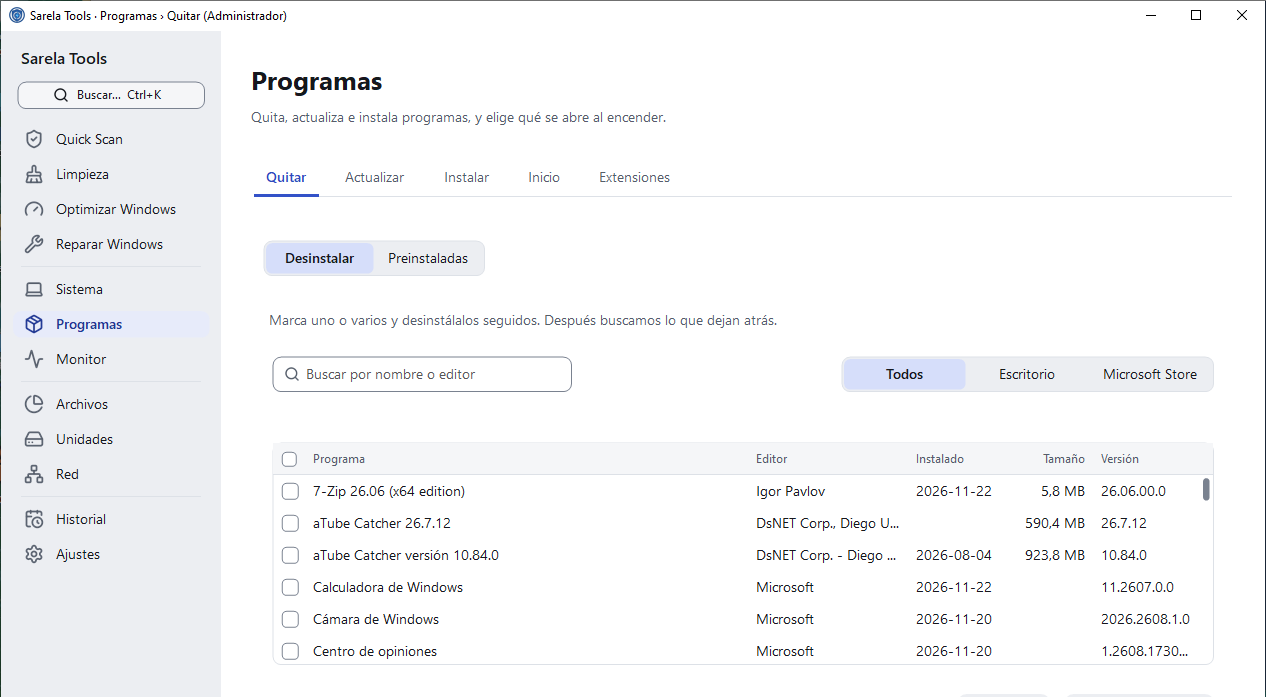 Sarela Tools · Programas › Quitar (Administrador)
Sarela Tools
Buscar... Ctrl+K
Quick Scan
Limpieza
Optimizar Windows
Reparar Windows
Sistema
Programas
Monitor
Archivos
Unidades
Red
Historial
Ajustes
Programas
Quita, actualiza e instala programas, y elige qué se abre al encender.
Quitar Actualizar Instalar Inicio Extensiones
Desinstalar Preinstaladas
Marca uno o varios y desinstálalos seguidos. Después buscamos lo que dejan atrás.
Buscar por nombre o editor Todos Escritorio Microsoft Store
Programa Editor Instalado Tamaño Versión
7-Zip 26.06 (x64 edition) Igor Pavlov 2026-11-22 5,8 MB 26.06.00.0
aTube Catcher 26.7.12 DsNET Corp., Diego U... 590,4 MB 26.7.12
aTube Catcher versión 10.84.0 DsNET Corp. - Diego ... 2026-08-04 923,8 MB 10.84.0
Calculadora de Windows Microsoft 2026-11-22 11.2607.0.0
Cámara de Windows Microsoft 2026-11-20 2026.2608.1.0
Centro de opiniones Microsoft 2026-11-20 1.2608.1730...